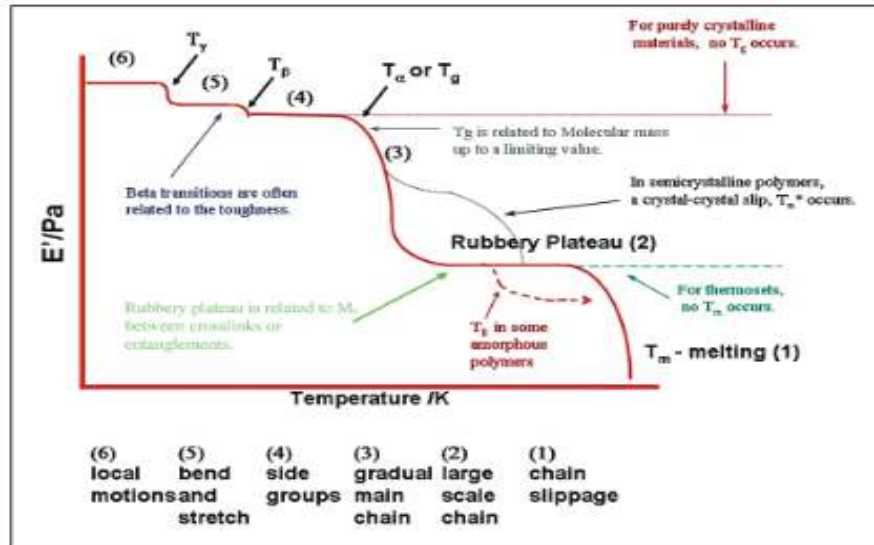 (6)
Tγ
(5)
Tβ
(4)
Tα or Tg
For purely crystalline
materials, no Tg occurs.
Tg is related to Molecular mass
up to a limiting value.
(3)
Beta transitions are often
related to the toughness.
In semicrystalline polymers,
a crystal-crystal slip, Tα* occurs.
E'/Pa
Rubbery Plateau (2)
Rubbery plateau is related to
between crosslinks or
entanglements.
For thermosets,
no Tm occurs.
in some
amorphous
polymers
Tm - melting (1)
Temperature /K
(6) (5) (4) (3) (2) (1)
local bend side gradual large chain
motions and groups main scale slippage
stretch chain chain